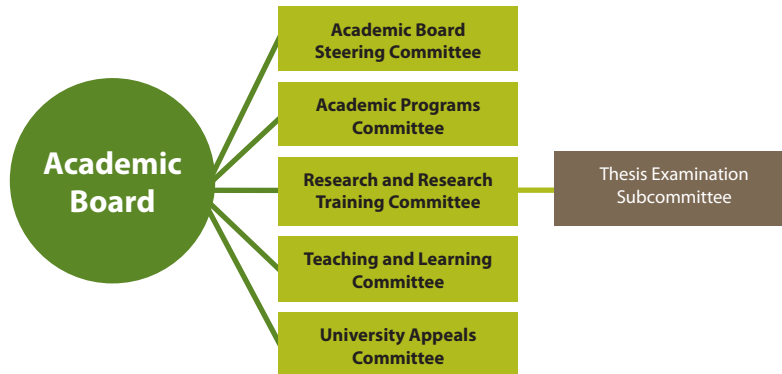 Academic
Board
Academic Board
Steering Committee
Academic Programs
Committee
Research and Research
Training Committee
Thesis Examination
Subcommittee
Teaching and Learning
Committee
University Appeals
Committee